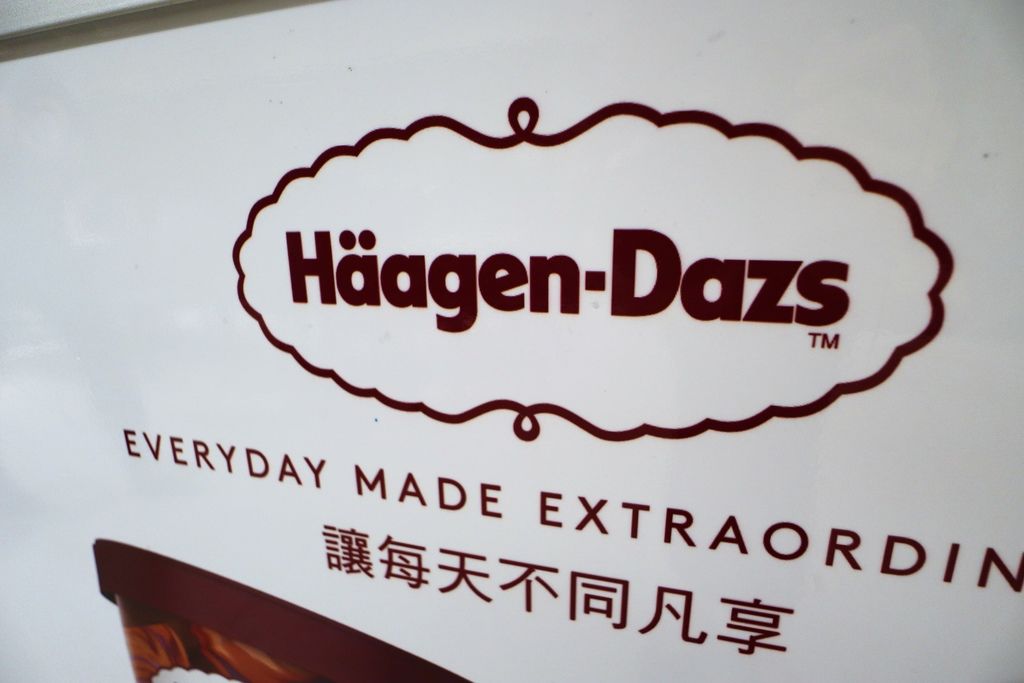 Häagen-Dazs
TM
EVERYDAY MADE EXTRAORDIN
讓每天不同凡享